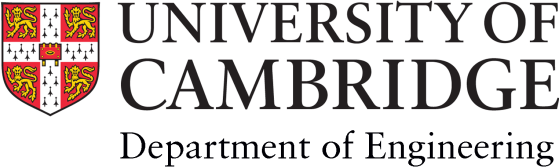 UNIVERSITY OF
CAMBRIDGE
Department of Engineering